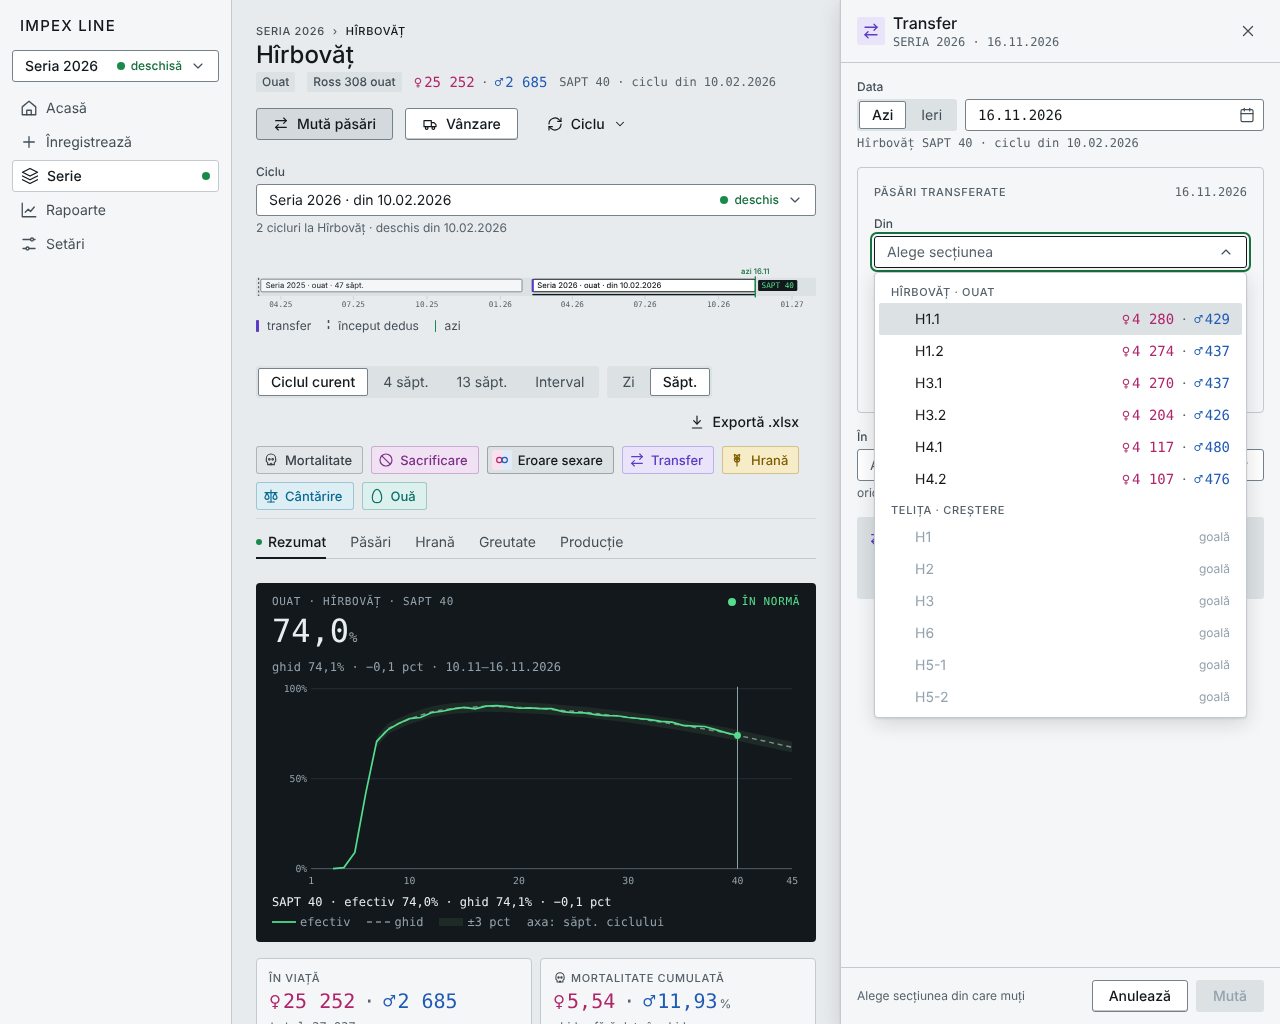 IMPEX LINE
Seria 2026 deschisă
Acasă
Înregistrează
Serie
Rapoarte
Setări
SERIA 2026 › HÎRBOVĂȚ
Hîrbovăț
Ouat Ross 308 ouat ♀25 252 · ♂2 685 SAPT 40 · ciclu din 10.02.2026
Mută păsări Vânzare Ciclu
Ciclu
Seria 2026 · din 10.02.2026 deschis
2 cicluri la Hîrbovăț · deschis din 10.02.2026
azi 16.11
Seria 2025 · ouat · 47 săpt. Seria 2026 · ouat · din 10.02.2026 SAPT 40
04.25 07.25 10.25 01.26 04.26 07.26 10.26 01.27
transfer început dedus azi
Ciclul curent 4 săpt. 13 săpt. Interval Zi Săpt.
Exportă .xlsx
Mortalitate Sacrificare Eroare sexare Transfer Hrană
Cântărire Ouă
Rezumat Păsări Hrană Greutate Producție
OUAT · HÎRBOVĂȚ · SAPT 40 ÎN NORMĂ
74,0%
ghid 74,1% · −0,1 pct · 10.11–16.11.2026
100%
50%
0%
1 10 20 30 40 45
SAPT 40 · efectiv 74,0% · ghid 74,1% · −0,1 pct
efectiv ghid ±3 pct axa: săpt. ciclului
ÎN VIAȚĂ
♀25 252 · ♂2 685
MORTALITATE CUMULATĂ
♀5,54 · ♂11,93%
Transfer
SERIA 2026 · 16.11.2026
Data
Azi Ieri 16.11.2026
Hîrbovăț SAPT 40 · ciclu din 10.02.2026
PĂSĂRI TRANSFERATE 16.11.2026
Din
Alege secțiunea
HÎRBOVĂȚ · OUAT
H1.1 ♀4 280 · ♂429
H1.2 ♀4 274 · ♂437
H3.1 ♀4 270 · ♂437
H3.2 ♀4 204 · ♂426
H4.1 ♀4 117 · ♂480
H4.2 ♀4 107 · ♂476
TELIȚA · CREȘTERE
H1 goală
H2 goală
H3 goală
H6 goală
H5-1 goală
H5-2 goală
În
Alege secțiunea din care muți Anulează Mută